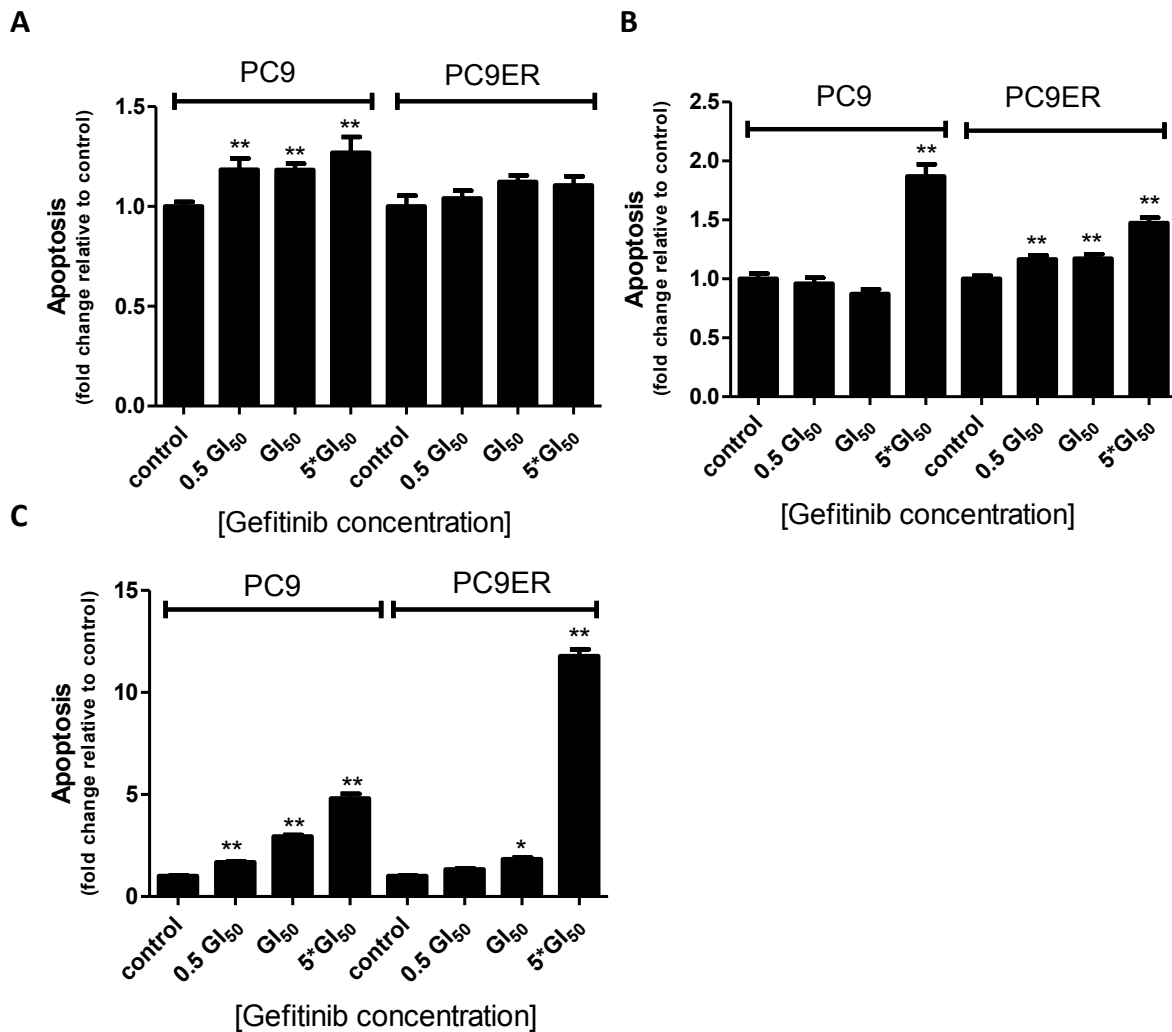 A
PC9
PC9ER
1.5
**
**
**
1.0
0.5
0.0
Apoptosis
(fold change relative to control)
control
0.5 GI₅₀
GI₅₀
5*GI₅₀
control
0.5 GI₅₀
GI₅₀
5*GI₅₀
[Gefitinib concentration]
B
PC9
PC9ER
2.5
2.0
1.5
1.0
0.5
0.0
**
**
**
**
Apoptosis
(fold change relative to control)
control
0.5 GI₅₀
GI₅₀
5*GI₅₀
control
0.5 GI₅₀
GI₅₀
5*GI₅₀
[Gefitinib concentration]
C
PC9
PC9ER
15
10
5
0
**
**
**
*
**
Apoptosis
(fold change relative to control)
control
0.5 GI₅₀
GI₅₀
5*GI₅₀
control
0.5 GI₅₀
GI₅₀
5*GI₅₀
[Gefitinib concentration]